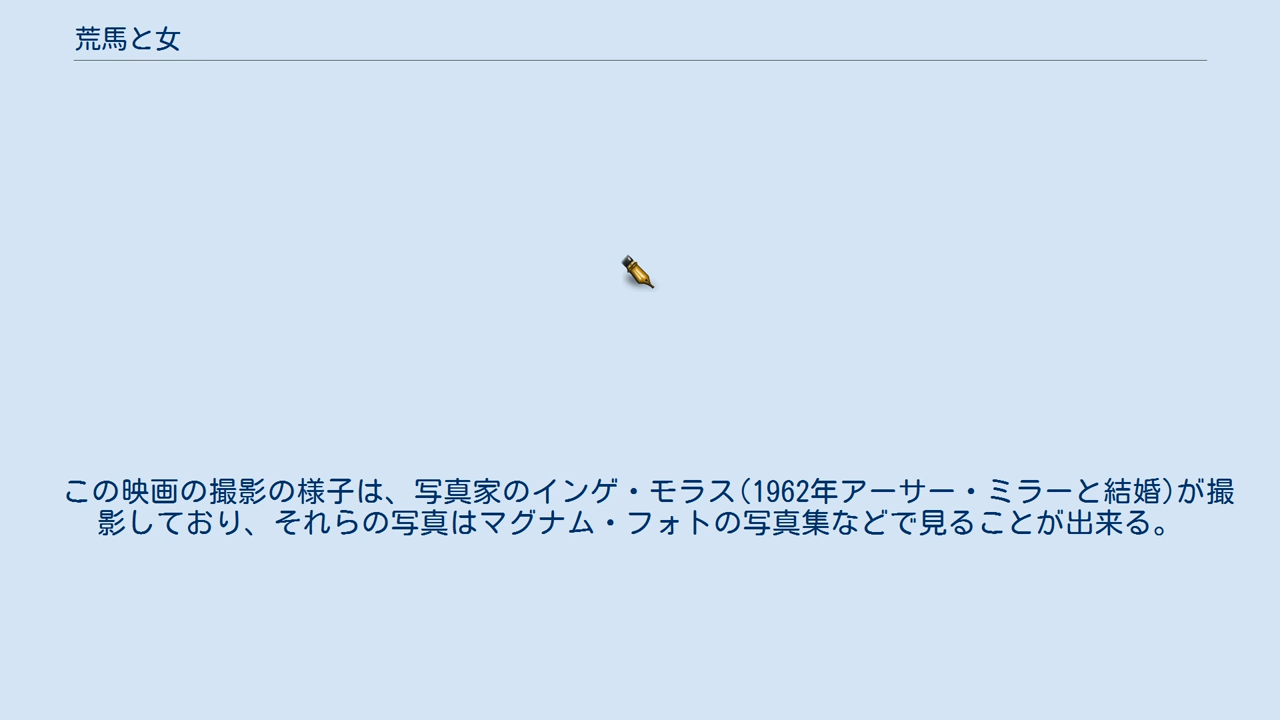 荒馬と女
この映画の撮影の様子は、写真家のインゲ・モラス(1962年アーサー・ミラーと結婚)が撮
影しており、それらの写真はマグナム・フォトの写真集などで見ることが出来る。